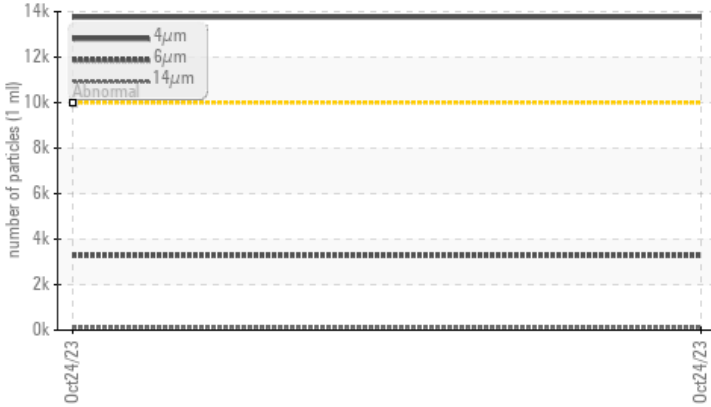 14k
12k
10k
8k
6k
4k
2k
0k
number of particles (1 ml)
4µm
6µm
14µm
Abnormal
Oct24/23
Oct24/23